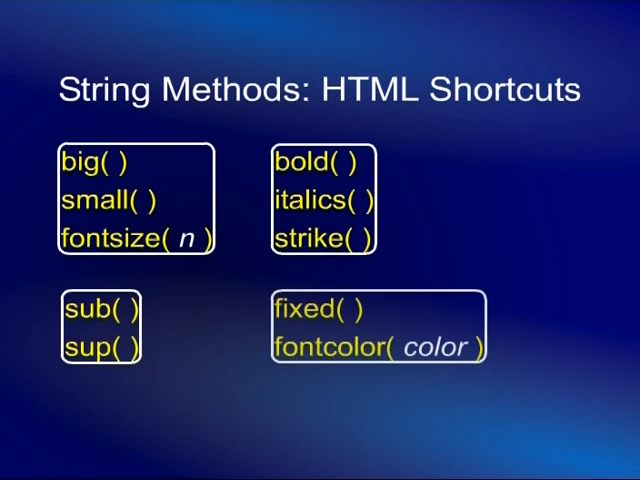 String Methods: HTML Shortcuts
big( )
small( )
fontsize( n )
bold( )
italics( )
strike( )
sub( )
sup( )
fixed( )
fontcolor( color )